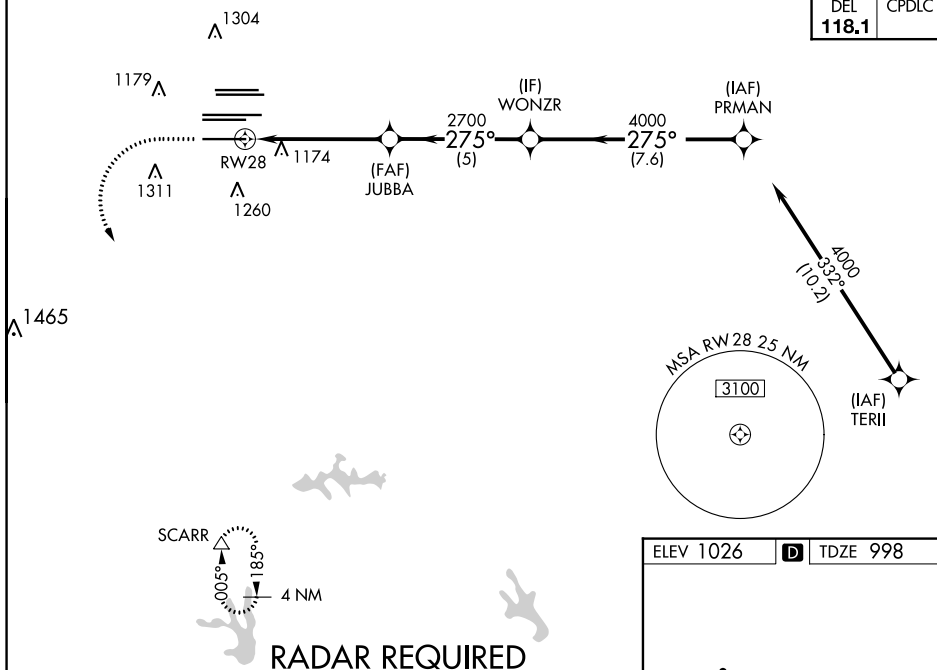 DEL
118.1
CPDLC
1304
1179
(IF)
WONZR
(IAF)
PRMAN
2700
275°
(5)
4000
275°
(7.6)
RW28
1174
(FAF)
JUBBA
1311
1260
4000
332°
(10.2)
1465
MSA RW 28 25 NM
3100
(IAF)
TERII
SCARR
005°
185°
4 NM
ELEV 1026 D TDZE 998
RADAR REQUIRED